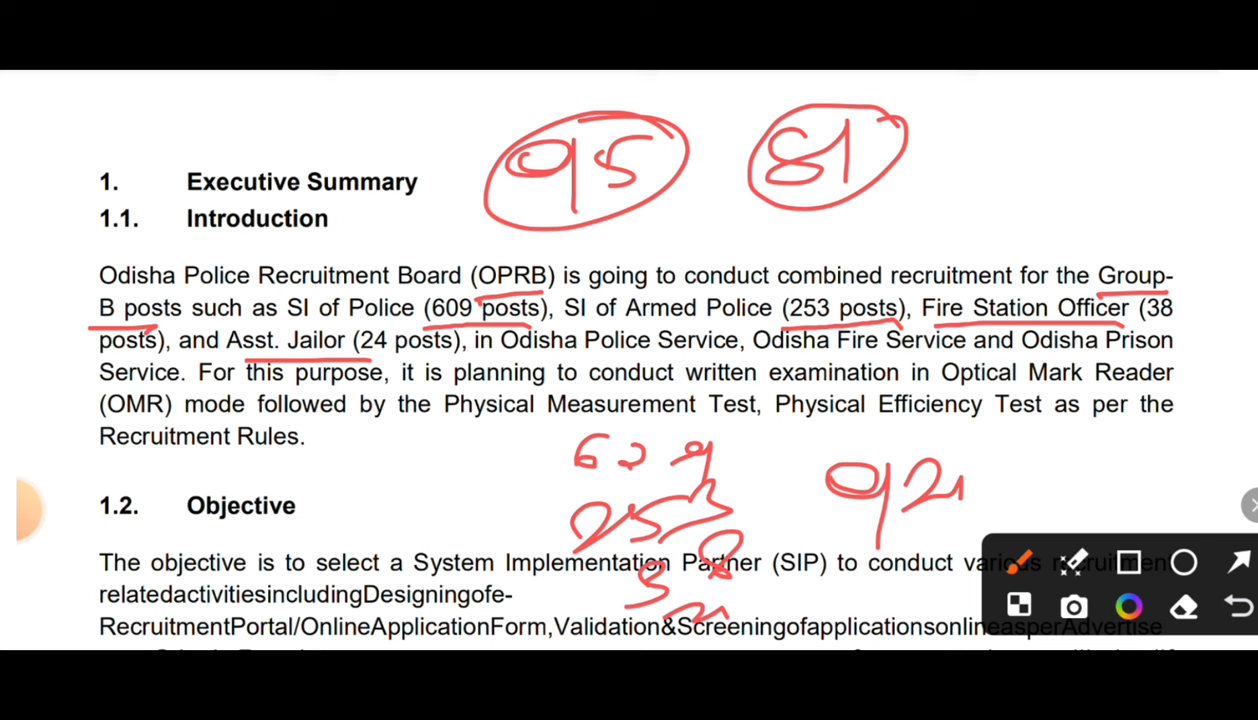 95 81
1. Executive Summary
1.1. Introduction
Odisha Police Recruitment Board (OPRB) is going to conduct combined recruitment for the Group-
B posts such as SI of Police (609 posts), SI of Armed Police (253 posts), Fire Station Officer (38
posts), and Asst. Jailor (24 posts), in Odisha Police Service, Odisha Fire Service and Odisha Prison
Service. For this purpose, it is planning to conduct written examination in Optical Mark Reader
(OMR) mode followed by the Physical Measurement Test, Physical Efficiency Test as per the
Recruitment Rules.
253
1.2. Objective
The objective is to select a System Implementation Partner (SIP) to conduct various recruitment
relatedactivitiesincludingDesigningofe-
RecruitmentPortal/OnlineApplicationForm,Validation&ScreeningofapplicationsonlineasperAdvertise